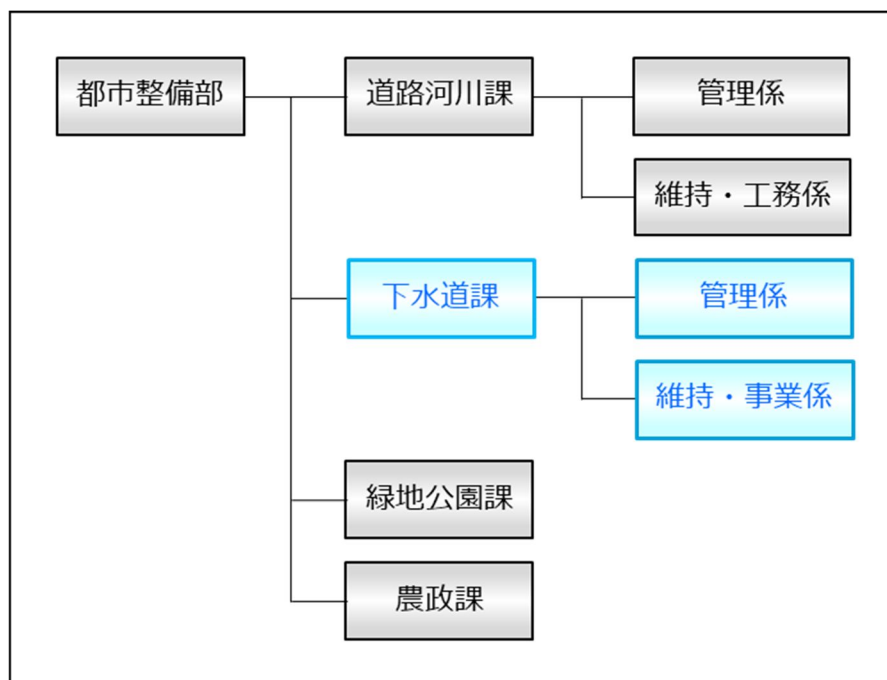 都市整備部
道路河川課
管理係
維持・工務係
下水道課
管理係
維持・事業係
緑地公園課
農政課